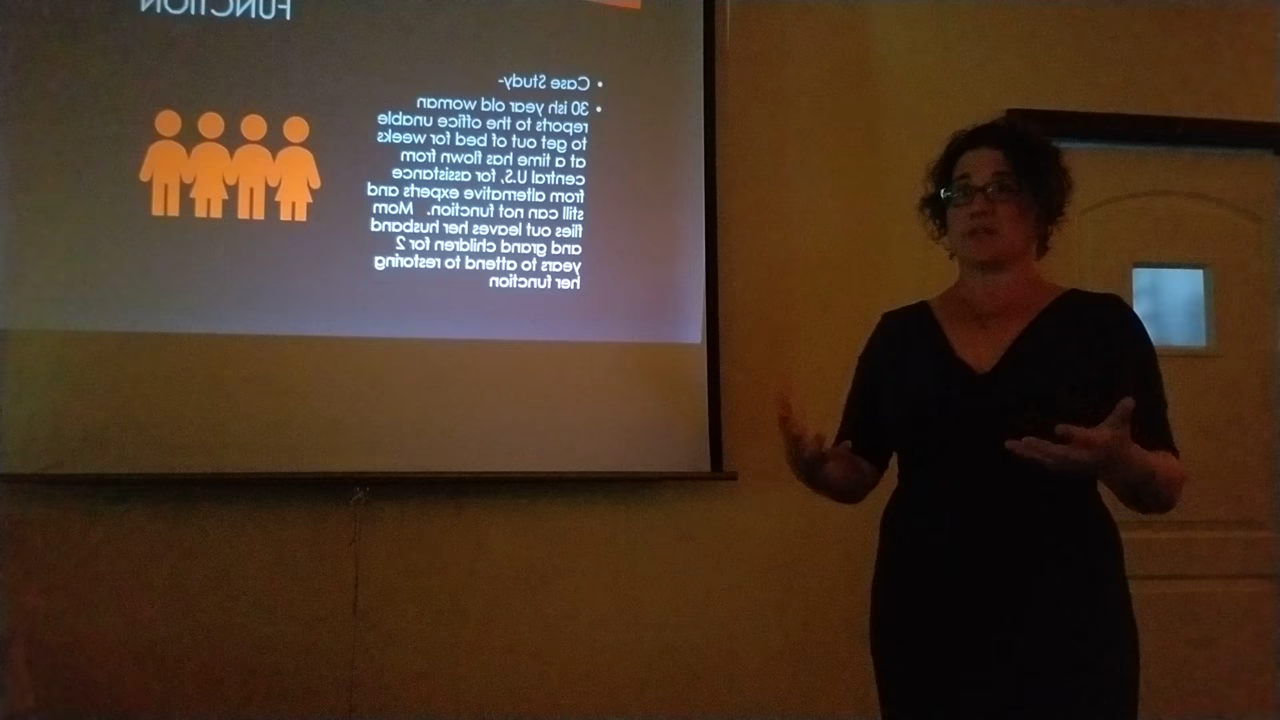 FUNCTION
• Case Study-
• 30 ish year old woman
reports to the office unable
to get out of bed for weeks
at a time has flown from
central U.S, for assistance
from alternative experts and
still can not function.. Mom
flies out leaves her husband
and grand children for 2
years to attend to restoring
her function